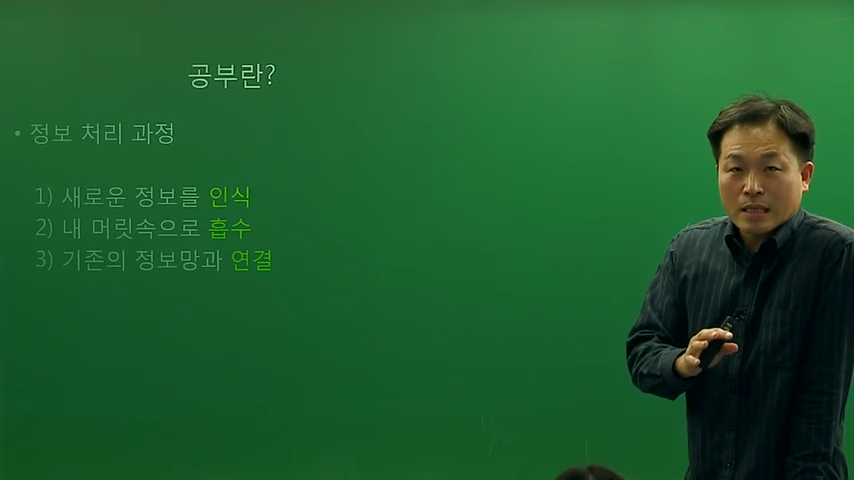 공부란?
• 정보 처리 과정
1) 새로운 정보를 인식
2) 내 머릿속으로 흡수
3) 기존의 정보망과 연결